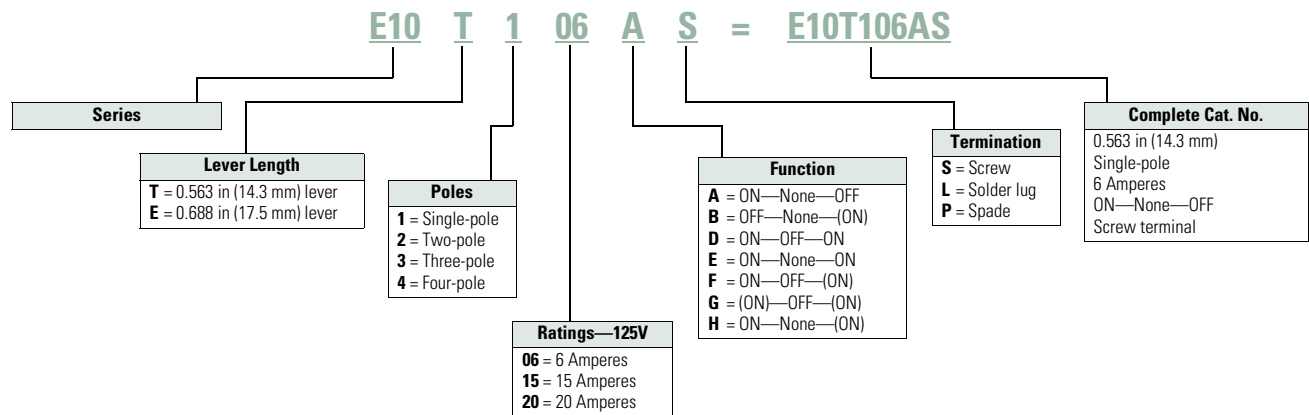 E10 T 1 06 A S = E10T106AS
Series
Lever Length
T = 0.563 in (14.3 mm) lever
E = 0.688 in (17.5 mm) lever
Poles
1 = Single-pole
2 = Two-pole
3 = Three-pole
4 = Four-pole
Ratings—125V
06 = 6 Amperes
15 = 15 Amperes
20 = 20 Amperes
Function
A = ON—None—OFF
B = OFF—None—(ON)
D = ON—OFF—ON
E = ON—None—ON
F = ON—OFF—(ON)
G = (ON)—OFF—(ON)
H = ON—None—(ON)
Termination
S = Screw
L = Solder lug
P = Spade
Complete Cat. No.
0.563 in (14.3 mm)
Single-pole
6 Amperes
ON—None—OFF
Screw terminal